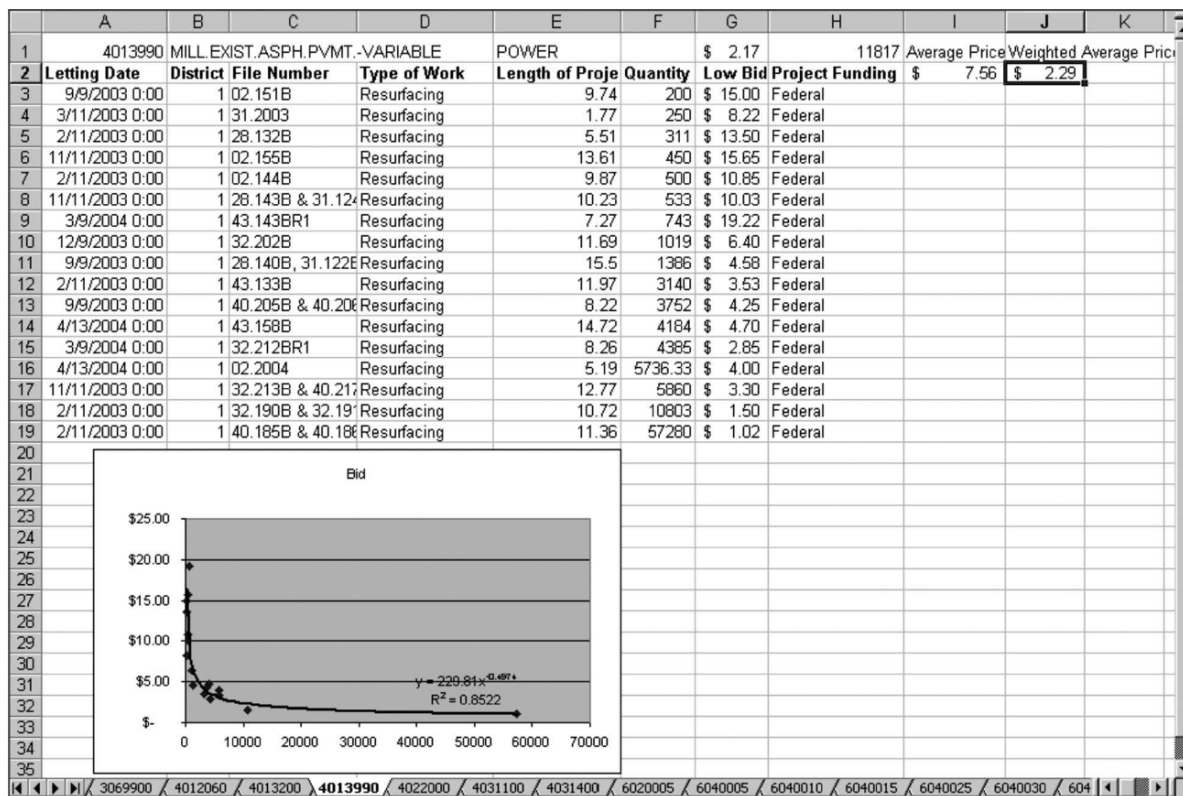 A B C D E F G H I J K
1 4013990 MILL.EXIST.ASPH.PVMT.-VARIABLE POWER $ 2.17 11817 Average Price Weighted Average Price
2 Letting Date District File Number Type of Work Length of Proje Quantity Low Bid Project Funding $ 7.56 $ 2.29
3 9/9/2003 0:00 1 02.151B Resurfacing 9.74 200 $ 15.00 Federal
4 3/11/2003 0:00 1 31.2003 Resurfacing 1.77 250 $ 8.22 Federal
5 2/11/2003 0:00 1 28.132B Resurfacing 5.51 311 $ 13.50 Federal
6 11/11/2003 0:00 1 02.155B Resurfacing 13.61 450 $ 15.65 Federal
7 2/11/2003 0:00 1 02.144B Resurfacing 9.87 500 $ 10.85 Federal
8 11/11/2003 0:00 1 28.143B & 31.124 Resurfacing 10.23 533 $ 10.03 Federal
9 3/9/2004 0:00 1 43.143BR1 Resurfacing 7.27 743 $ 19.22 Federal
10 12/9/2003 0:00 1 32.202B Resurfacing 11.69 1019 $ 6.40 Federal
11 9/9/2003 0:00 1 28.140B, 31.122B Resurfacing 15.5 1386 $ 4.58 Federal
12 2/11/2003 0:00 1 43.133B Resurfacing 11.97 3140 $ 3.53 Federal
13 9/9/2003 0:00 1 40.205B & 40.206 Resurfacing 8.22 3752 $ 4.25 Federal
14 4/13/2004 0:00 1 43.158B Resurfacing 14.72 4184 $ 4.70 Federal
15 3/9/2004 0:00 1 32.212BR1 Resurfacing 8.26 4385 $ 2.85 Federal
16 4/13/2004 0:00 1 02.2004 Resurfacing 5.19 5736.33 $ 4.00 Federal
17 11/11/2003 0:00 1 32.213B & 40.217 Resurfacing 12.77 5860 $ 3.30 Federal
18 2/11/2003 0:00 1 32.190B & 32.191 Resurfacing 10.72 10803 $ 1.50 Federal
19 2/11/2003 0:00 1 40.185B & 40.186 Resurfacing 11.36 57280 $ 1.02 Federal
20
21
22
23
24
25
26
27
28
29
30
31
32
33
34
35
Bid
$25.00
$20.00
$15.00
$10.00
$5.00
$-
y = 229.81x^-0.4974
R² = 0.8522
0 10000 20000 30000 40000 50000 60000 70000
3069900 4012060 4013200 4013990 4022000 4031100 4031400 6020005 6040005 6040010 6040015 6040025 6040030 604